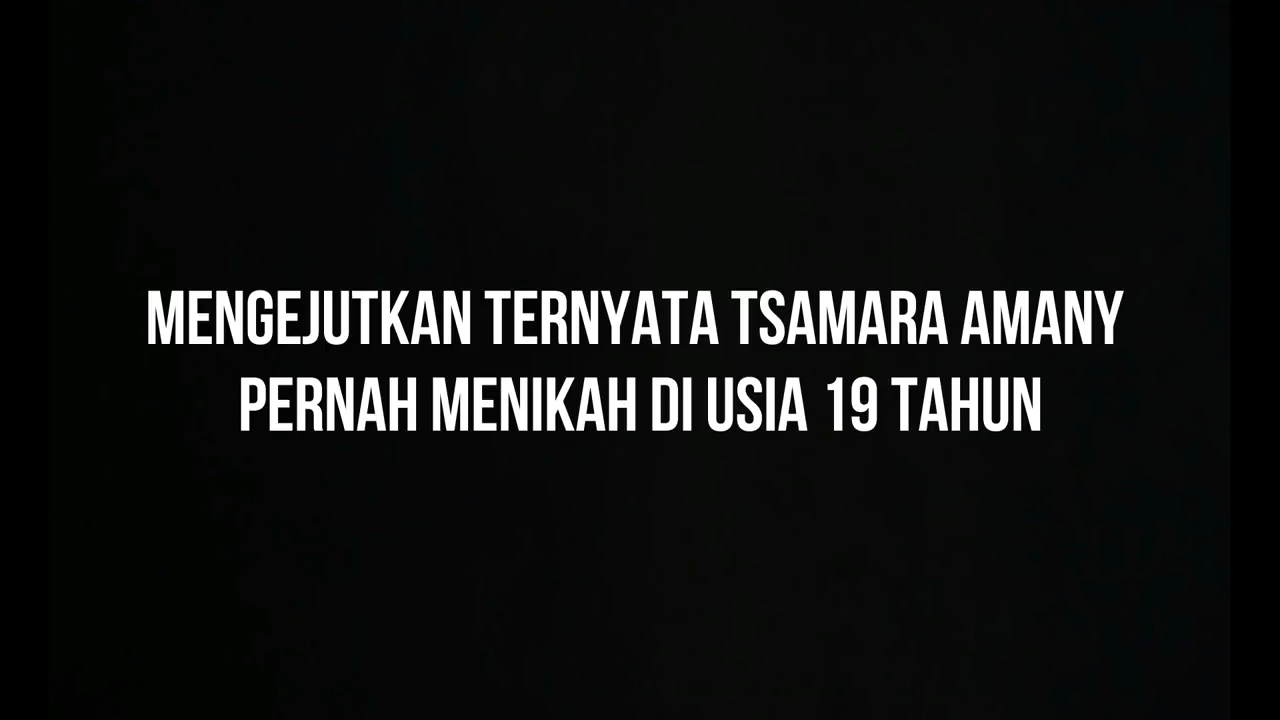 MENGEJUTKAN TERNYATA TSAMARA AMANY
PERNAH MENIKAH DI USIA 19 TAHUN